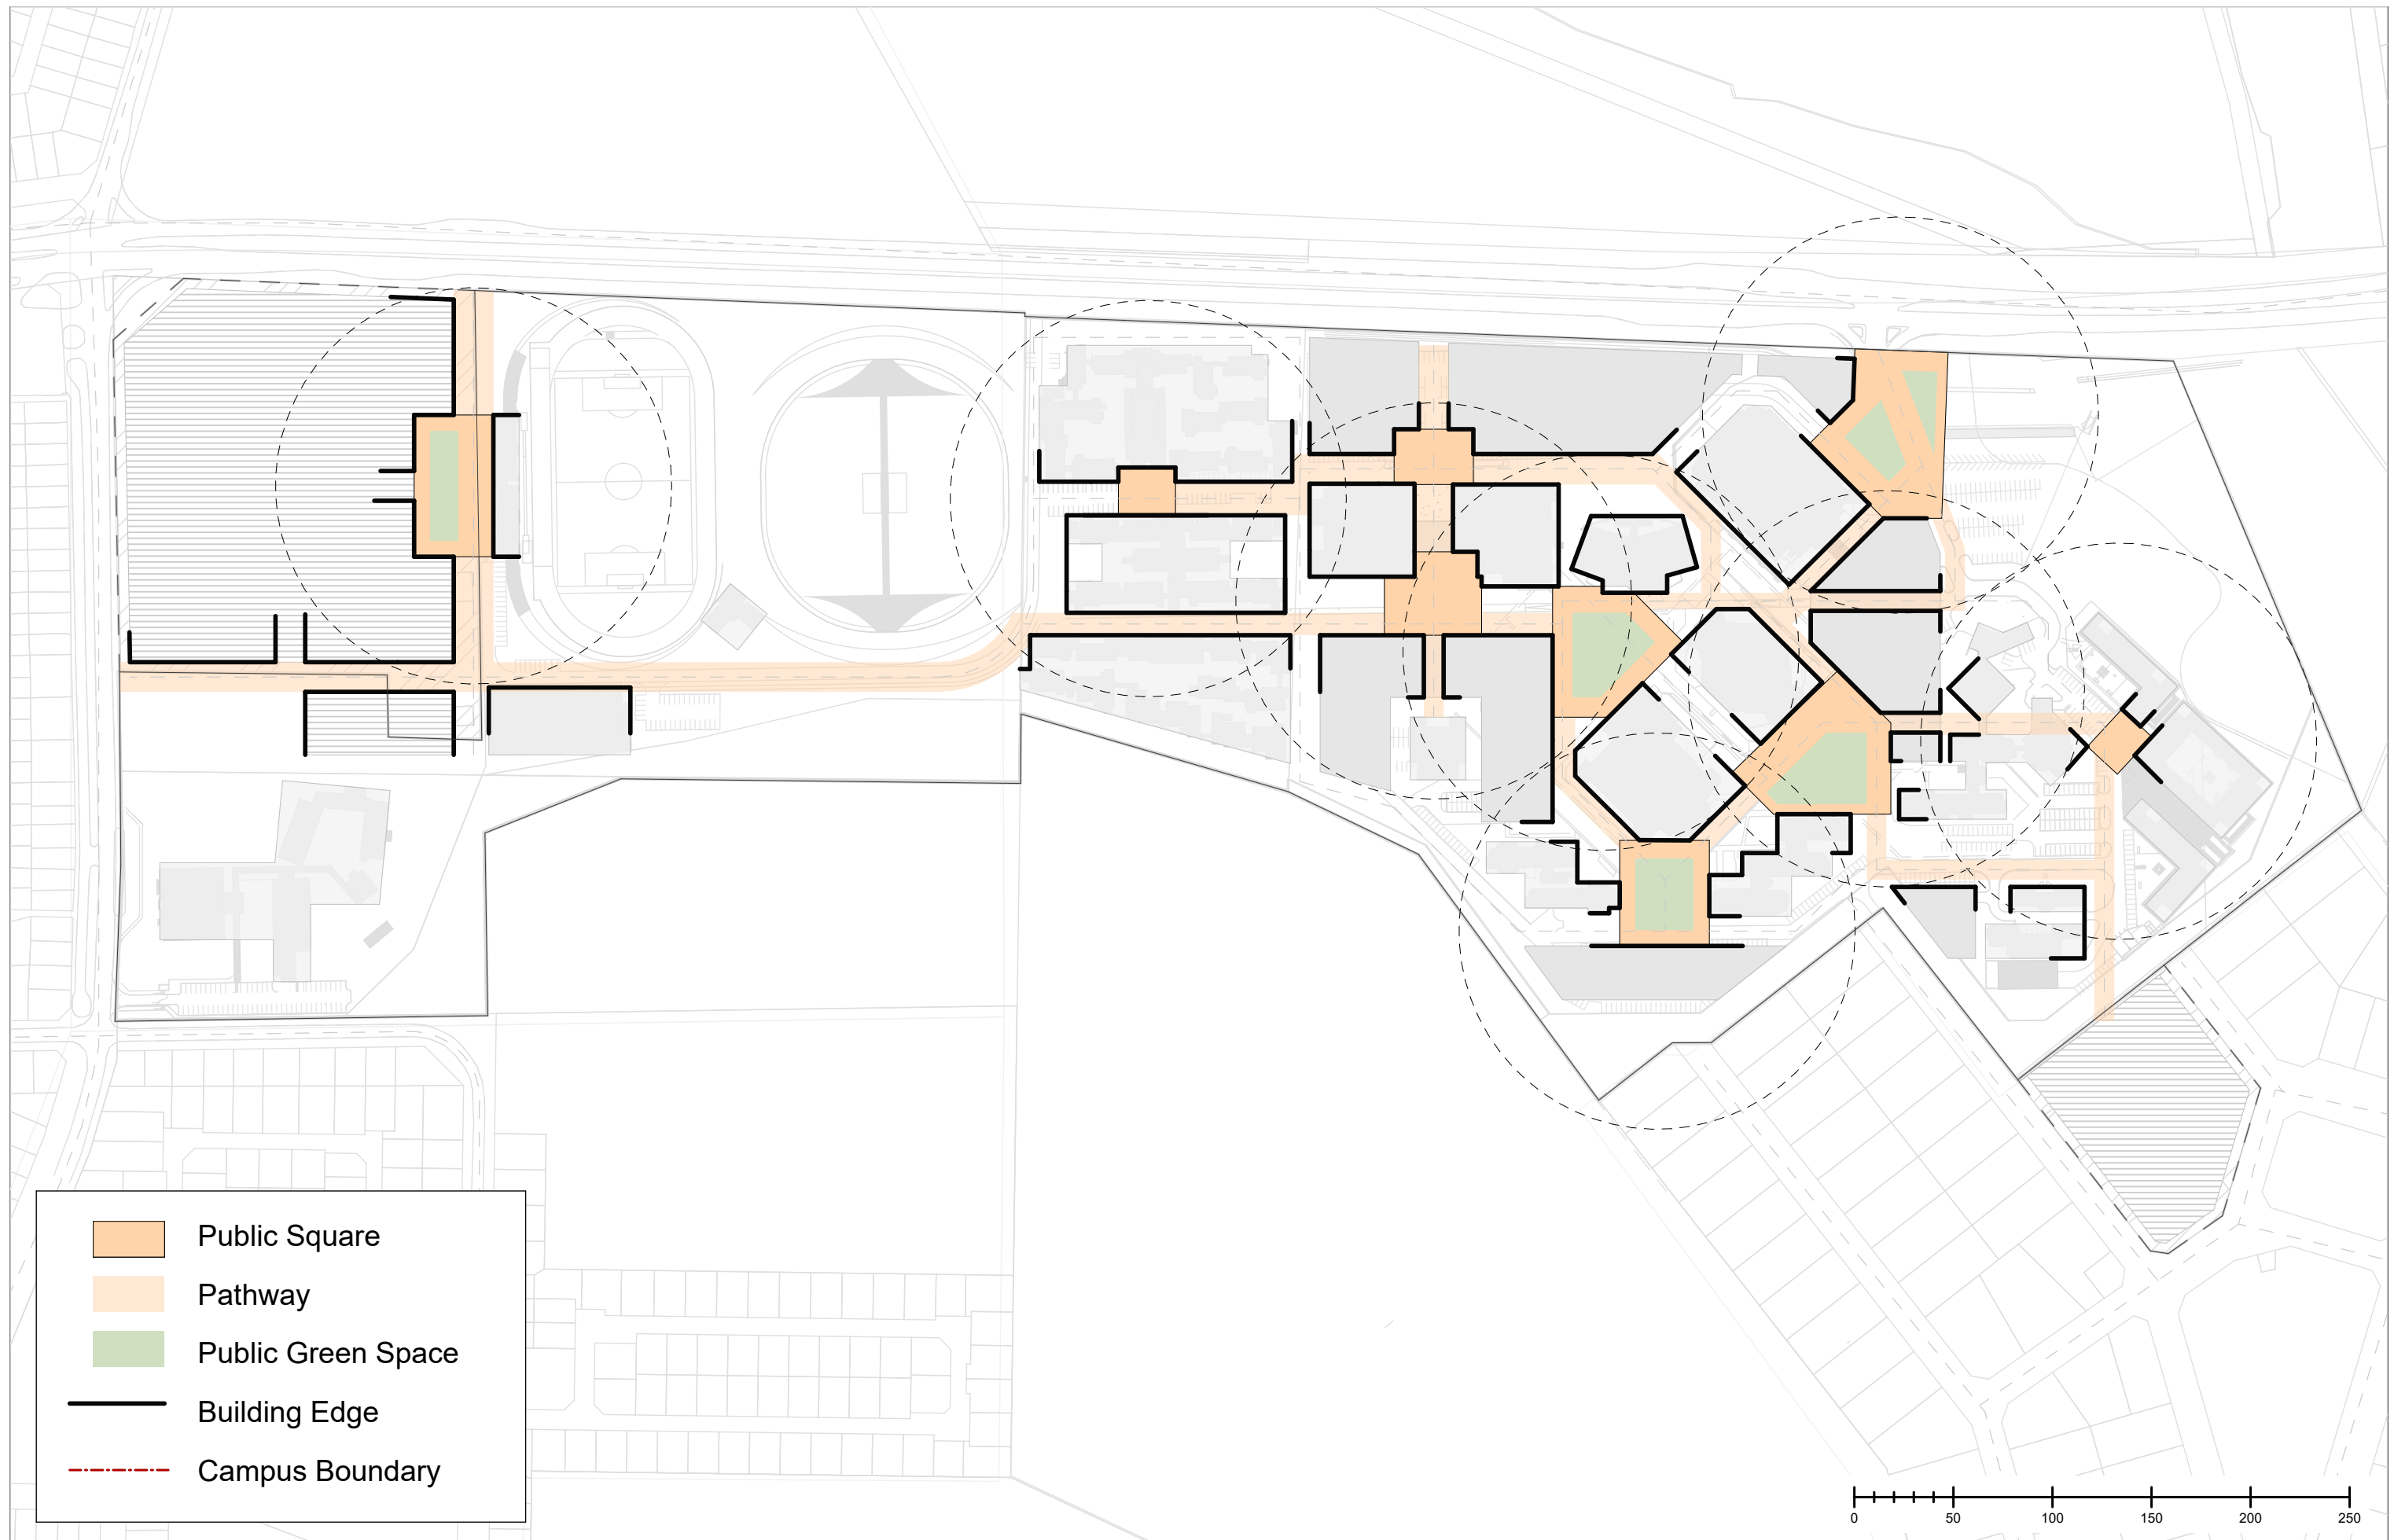 Public Square
Pathway
Public Green Space
Building Edge
Campus Boundary
0 50 100 150 200 250